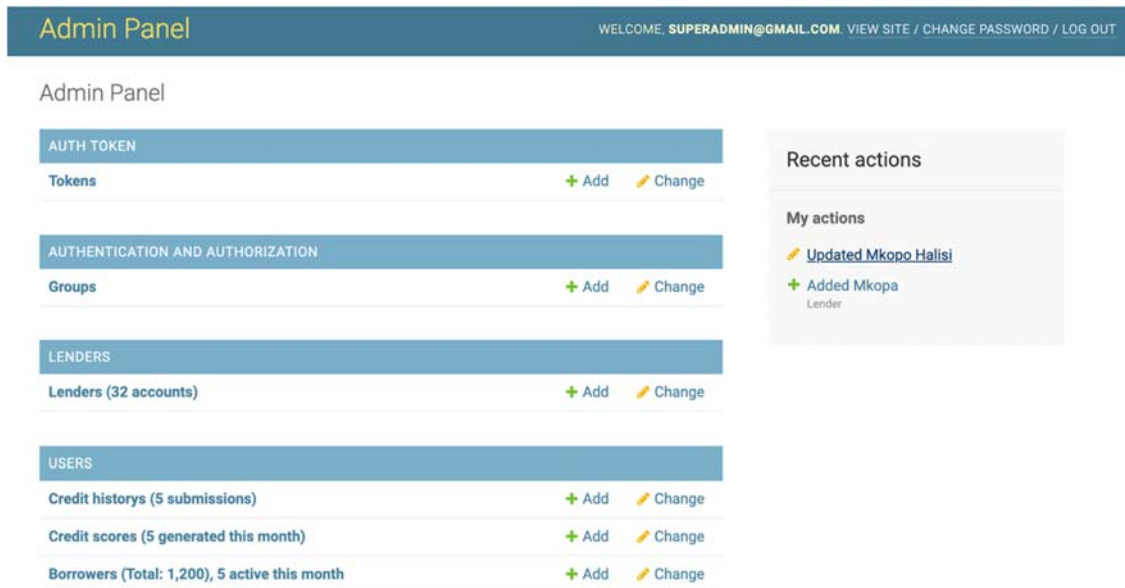 Admin Panel
WELCOME, SUPERADMIN@GMAIL.COM. VIEW SITE / CHANGE PASSWORD / LOG OUT
Admin Panel
AUTH TOKEN
Tokens + Add Change
AUTHENTICATION AND AUTHORIZATION
Groups + Add Change
LENDERS
Lenders (32 accounts) + Add Change
USERS
Credit historys (5 submissions) + Add Change
Credit scores (5 generated this month) + Add Change
Borrowers (Total: 1,200), 5 active this month + Add Change
Recent actions
My actions
Updated Mkopo Halisi
+ Added Mkopa
Lender